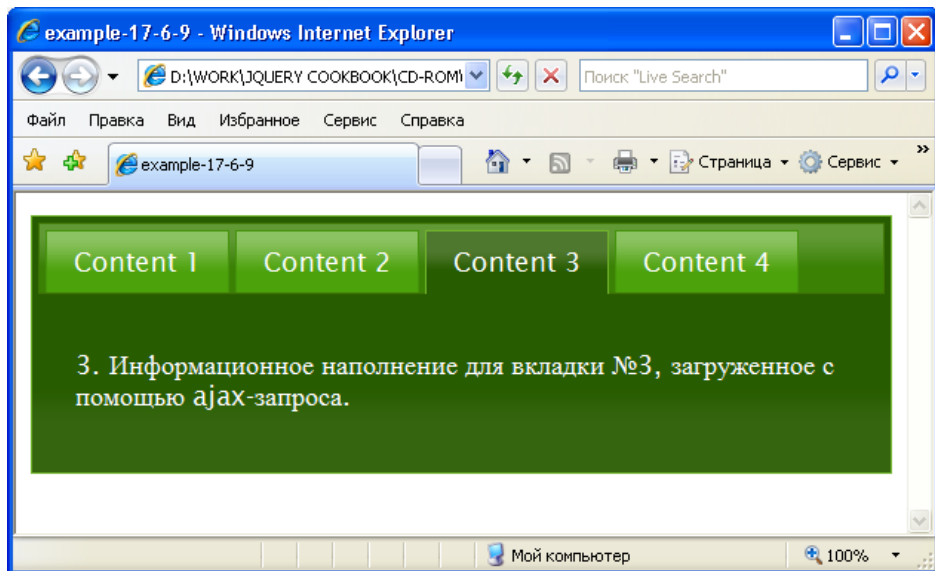 example-17-6-9 - Windows Internet Explorer
D:\WORK\JQUERY COOKBOOK\CD-ROM\
Поиск "Live Search"
Файл Правка Вид Избранное Сервис Справка
example-17-6-9
Страница Сервис
Content 1 Content 2 Content 3 Content 4
3. Информационное наполнение для вкладки №3, загруженное с
помощью ajax-запроса.
Мой компьютер 100%